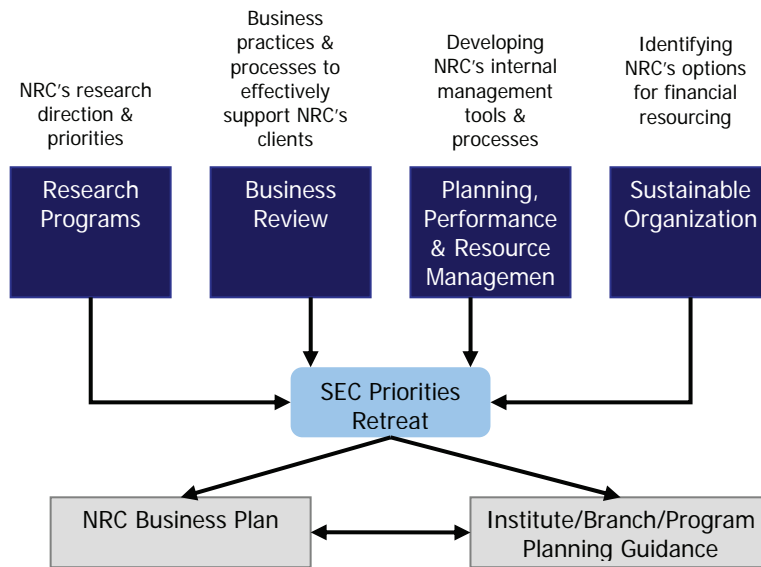 NRC's research
direction &
priorities
Business
practices &
processes to
effectively
support NRC's
clients
Developing
NRC's internal
management
tools &
processes
Identifying
NRC's options
for financial
resourcing
Research
Programs
Business
Review
Planning,
Performance
& Resource
Managemen
Sustainable
Organization
SEC Priorities
Retreat
NRC Business Plan
Institute/Branch/Program
Planning Guidance